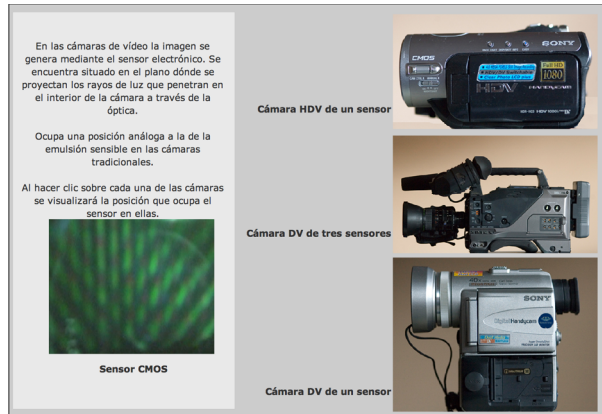 En las cámaras de vídeo la imagen se
genera mediante el sensor electrónico. Se
encuentra situado en el plano dónde se
proyectan los rayos de luz que penetran en
el interior de la cámara a través de la
óptica.
Ocupa una posición análoga a la de la
emulsión sensible en las cámaras
tradicionales.
Al hacer clic sobre cada una de las cámaras
se visualizará la posición que ocupa el
sensor en ellas.
Sensor CMOS
Cámara HDV de un sensor
CMOS
SONY
Full HD
1080
HDV
HANDYCAM
Cámara DV de tres sensores
SONY
Digital Handycam
Cámara DV de un sensor